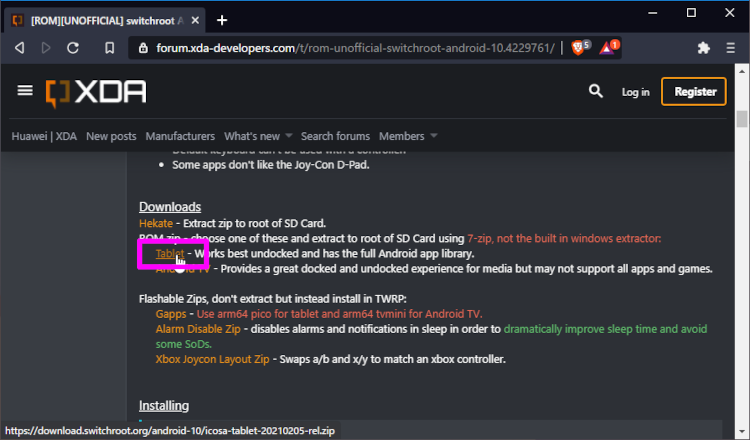 [ROM][UNOFFICIAL] switchroot A
forum.xda-developers.com/t/rom-unofficial-switchroot-android-10.4229761/
5
1
XDA
Log in
Register
Huawei | XDA New posts Manufacturers What's new Search forums Members
Default keyboard can't be used with a controller
Some apps don't like the Joy-Con D-Pad.
Downloads
Hekate - Extract zip to root of SD Card.
ROM zip - choose one of these and extract to root of SD Card using 7-zip, not the built in windows extractor:
Tablet - Works best undocked and has the full Android app library.
Android TV - Provides a great docked and undocked experience for media but may not support all apps and games.
Flashable Zips, don't extract but instead install in TWRP:
Gapps - Use arm64 pico for tablet and arm64 tvmini for Android TV.
Alarm Disable Zip - disables alarms and notifications in sleep in order to dramatically improve sleep time and avoid
some SoDs.
Xbox Joycon Layout Zip - Swaps a/b and x/y to match an xbox controller.
Installing
https://download.switchroot.org/android-10/icosa-tablet-20210205-rel.zip